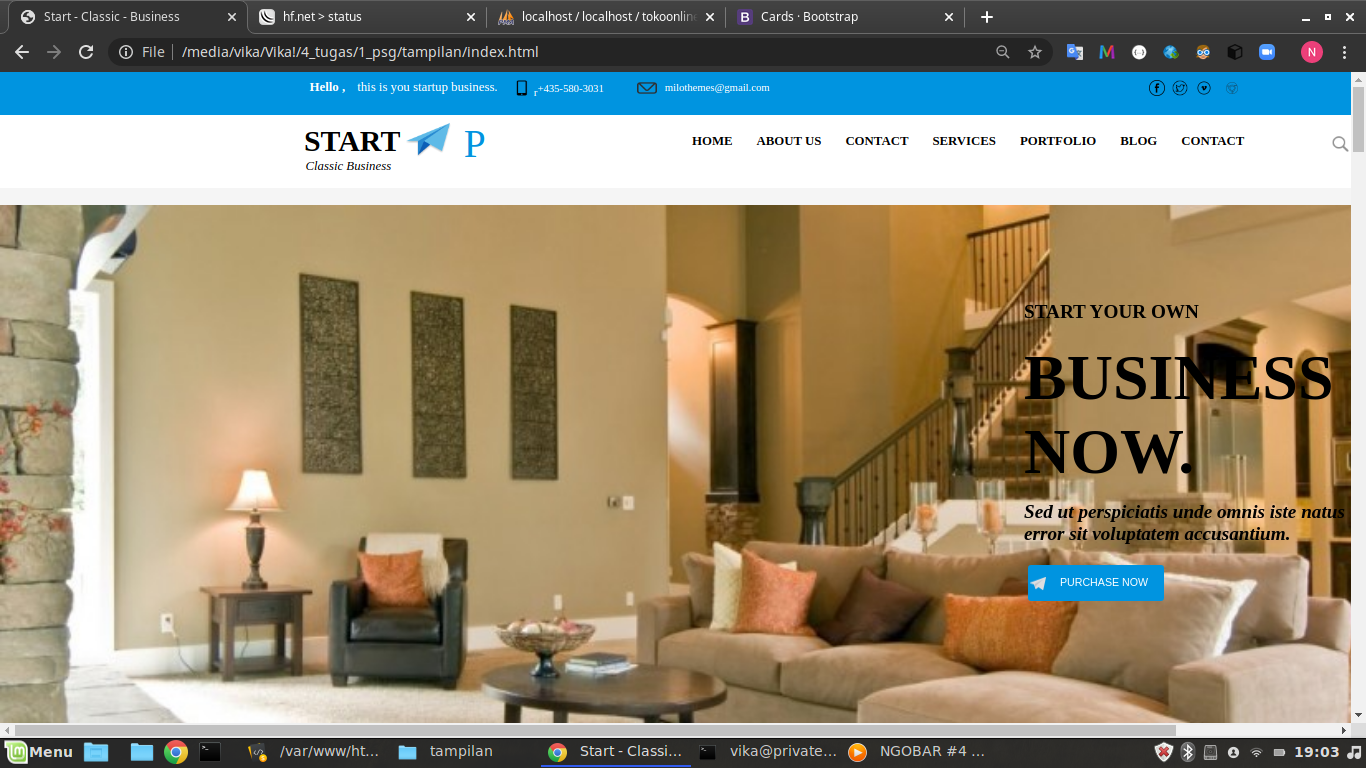 Start - Classic - Business
hf.net > status
localhost / localhost / tokoonlin
Cards · Bootstrap
File
/media/vika/Vika!/4_tugas/1_psg/tampilan/index.html
N
Hello , this is you startup business.
r+435-580-3031
milothemes@gmail.com
START P
Classic Business
HOME ABOUT US CONTACT SERVICES PORTFOLIO BLOG CONTACT
START YOUR OWN
BUSINESS
NOW.
Sed ut perspiciatis unde omnis iste natus
error sit voluptatem accusantium.
PURCHASE NOW
Menu
/var/www/ht...
tampilan
Start - Classi...
vika@private...
NGOBAR #4 ...
19:03